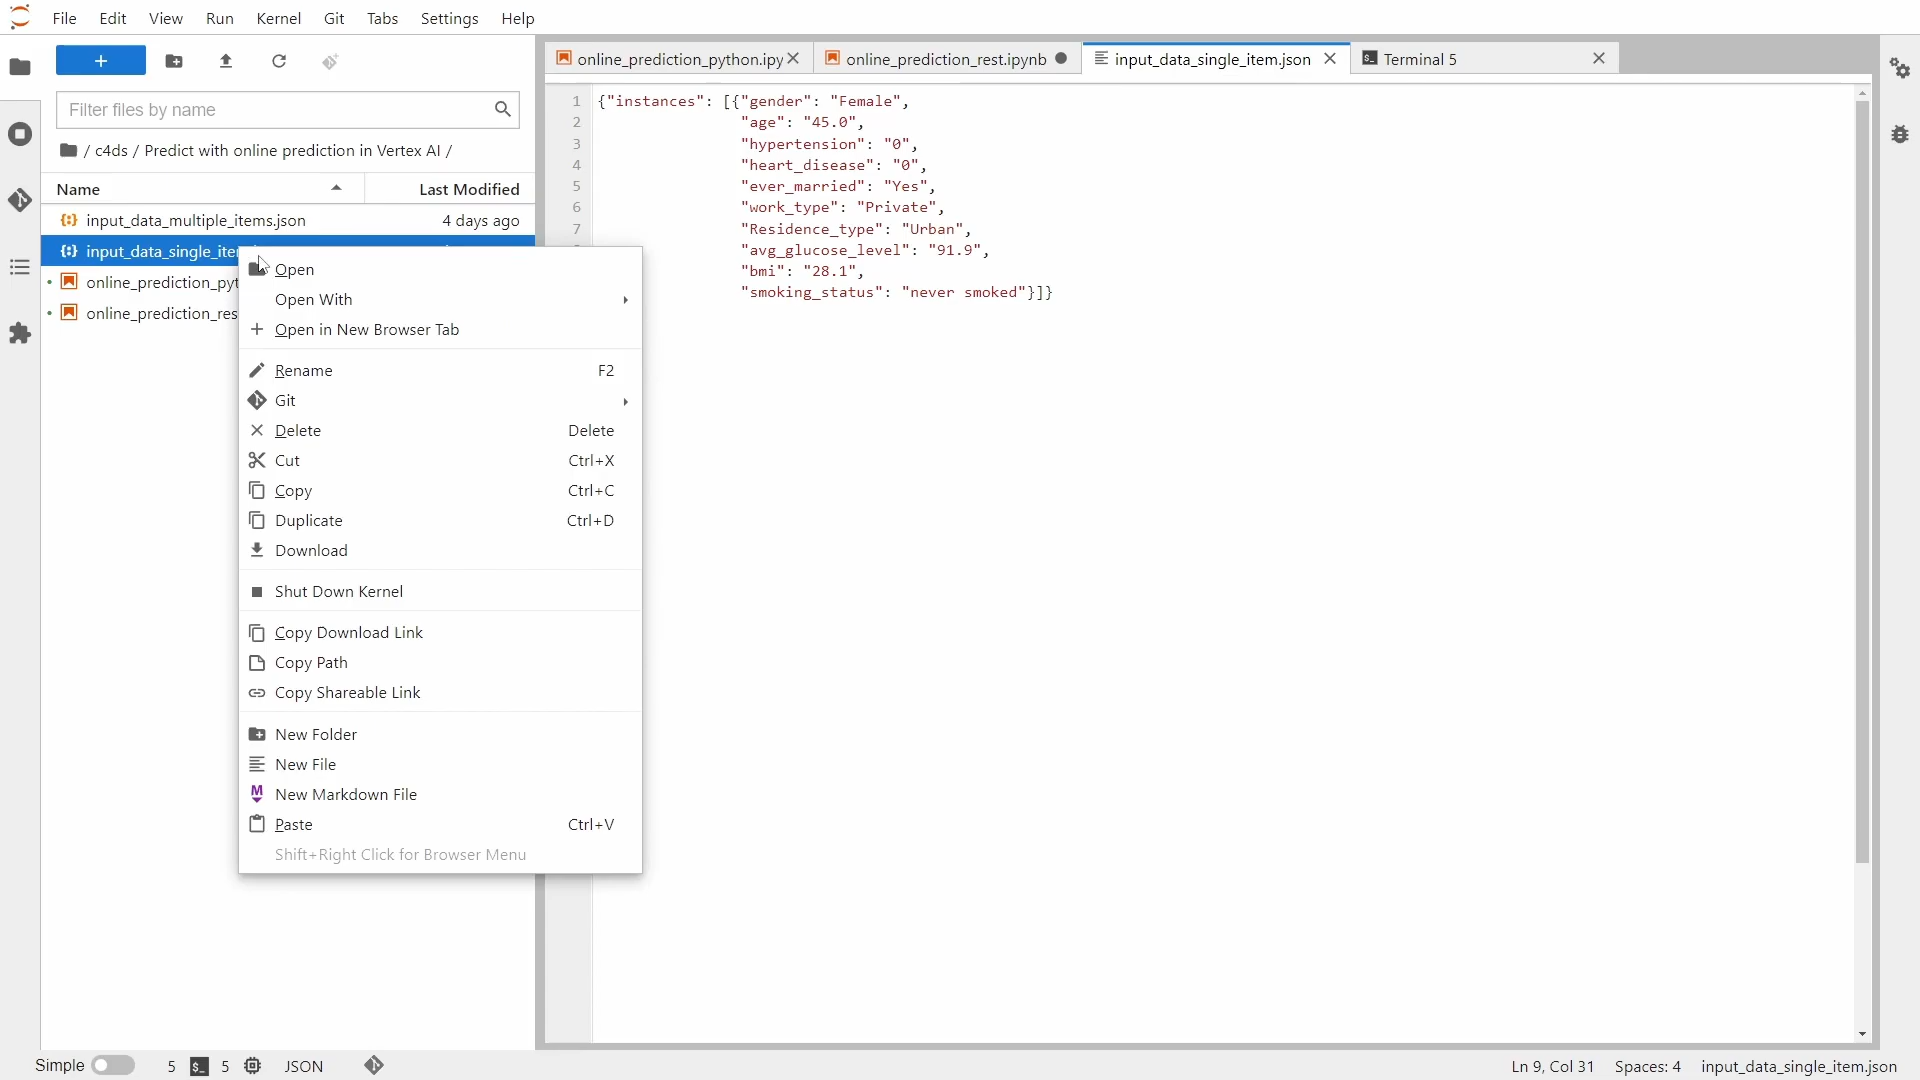 File Edit View Run Kernel Git Tabs Settings Help
online_prediction_python.ipy
online_prediction_rest.ipynb
input_data_single_item.json
Terminal 5
Filter files by name
/ c4ds / Predict with online prediction in Vertex AI /
Name Last Modified
input_data_multiple_items.json 4 days ago
input_data_single_ite
online_prediction_pyt
online_prediction_res
Open
Open With
Open in New Browser Tab
Rename F2
Git
Delete Delete
Cut Ctrl+X
Copy Ctrl+C
Duplicate Ctrl+D
Download
Shut Down Kernel
Copy Download Link
Copy Path
Copy Shareable Link
New Folder
New File
New Markdown File
Paste Ctrl+V
Shift+Right Click for Browser Menu
1 {"instances": [{"gender": "Female",
2 "age": "45.0",
3 "hypertension": "0",
4 "heart_disease": "0",
5 "ever_married": "Yes",
6 "work_type": "Private",
7 "Residence_type": "Urban",
"avg_glucose_level": "91.9",
"bmi": "28.1",
"smoking_status": "never smoked"}]}
Simple 5 $_ 5 JSON
Ln 9, Col 31 Spaces: 4 input_data_single_item.json